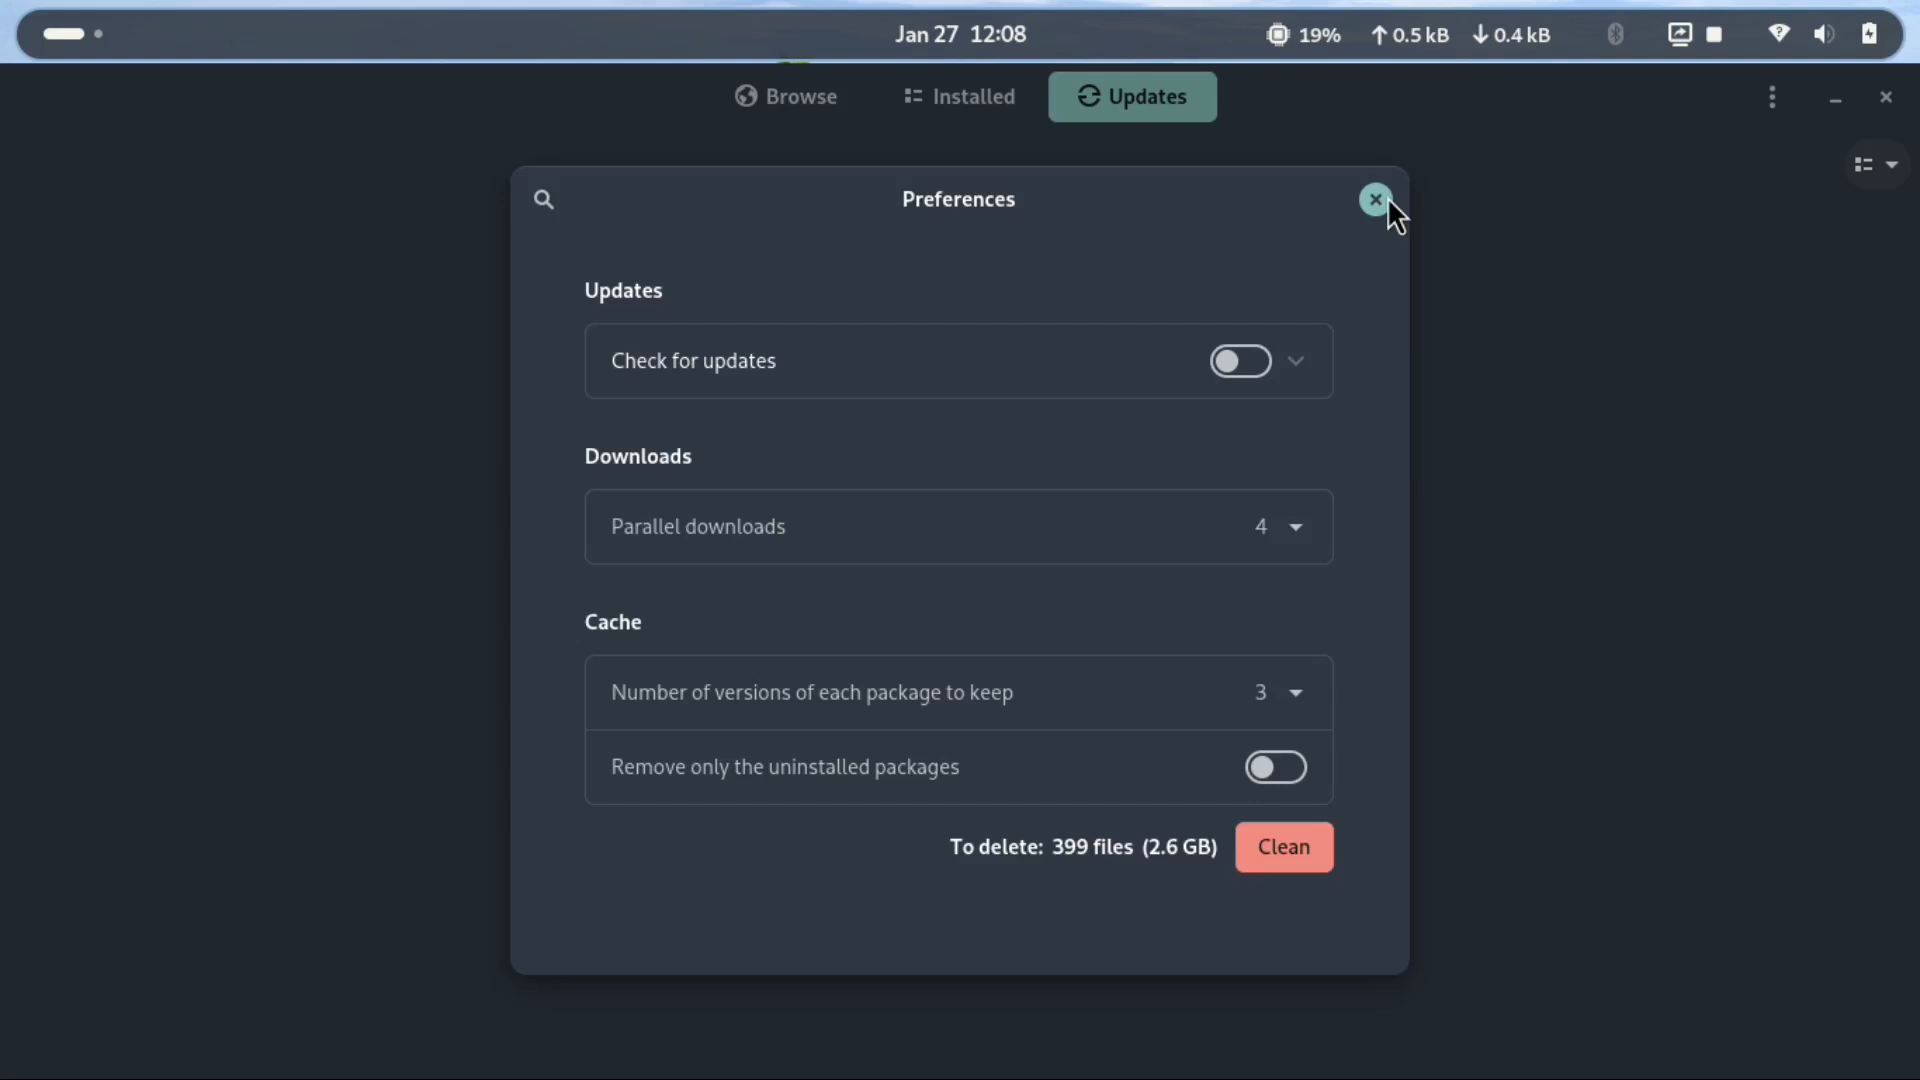 Jan 27 12:08
19%
0.5 kB
0.4 kB
Browse
Installed
Updates
Preferences
Updates
Check for updates
Downloads
Parallel downloads
4
Cache
Number of versions of each package to keep
3
Remove only the uninstalled packages
To delete: 399 files (2.6 GB)
Clean